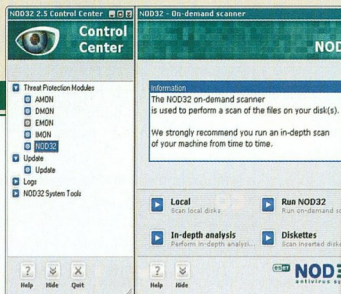 NOD32 2.5 Control Center
Control
Center
Threat Protection Modules
AMON
DMON
EMON
IMON
NOD32
Update
Update
Logs
NOD32 System Tools
Help
Hide
Quit
NOD32 - On-demand scanner
NOD
Information
The NOD32 on-demand scanner
is used to perform a scan of the files on your disk(s).
We strongly recommend you run an in-depth scan
of your machine from time to time.
Local
Scan local disks
Run NOD32
Run on-demand sc
In-depth analysis
Perform in-depth analysi...
Diskettes
Scan inserted diske
Help
Hide
eset NOD3
antivirus sy